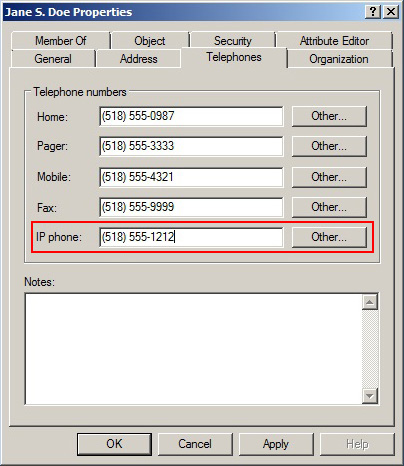 Jane S. Doe Properties
Member Of Object Security Attribute Editor
General Address Telephones Organization
Telephone numbers
Home: (518) 555-0987 Other...
Pager: (518) 555-3333 Other...
Mobile: (518) 555-4321 Other...
Fax: (518) 555-9999 Other...
IP phone: (518) 555-1212 Other...
Notes:
OK Cancel Apply Help